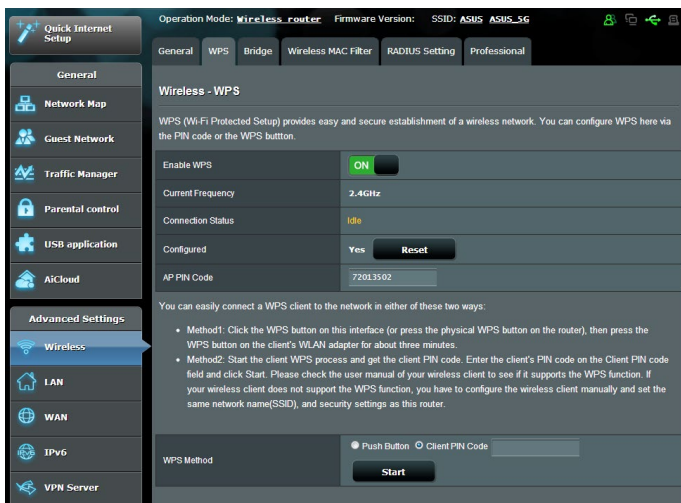 Quick Internet
Setup
Operation Mode: Wireless router Firmware Version: SSID: ASUS ASUS_5G
General WPS Bridge Wireless MAC Filter RADIUS Setting Professional
General
Network Map
Guest Network
Traffic Manager
Parental control
USB application
AiCloud
Advanced Settings
Wireless
LAN
WAN
IPv6
VPN Server
Wireless - WPS
WPS (Wi-Fi Protected Setup) provides easy and secure establishment of a wireless network. You can configure WPS here via
the PIN code or the WPS buttton.
Enable WPS ON
Current Frequency 2.4GHz
Connection Status Idle
Configured Yes Reset
AP PIN Code 72013502
You can easily connect a WPS client to the network in either of these two ways:
• Method1: Click the WPS button on this interface (or press the physical WPS button on the router), then press the
WPS button on the client's WLAN adapter for about three minutes.
• Method2: Start the client WPS process and get the client PIN code. Enter the client's PIN code on the Client PIN code
field and click Start. Please check the user manual of your wireless client to see if it supports the WPS function. If
your wireless client does not support the WPS function, you have to configure the wireless client manually and set the
same network name(SSID), and security settings as this router.
WPS Method Push Button Client PIN Code
Start